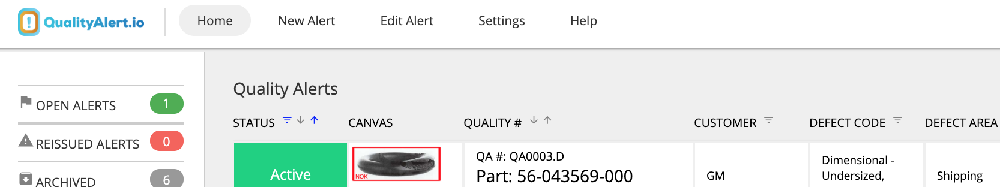 QualityAlert.io
Home
New Alert
Edit Alert
Settings
Help
OPEN ALERTS 1
REISSUED ALERTS 0
ARCHIVED 6
Quality Alerts
STATUS
CANVAS
QUALITY #
CUSTOMER
DEFECT CODE
DEFECT AREA
Active
NOK
QA #: QA0003.D
Part: 56-043569-000
GM
Dimensional -
Undersized,
Shipping